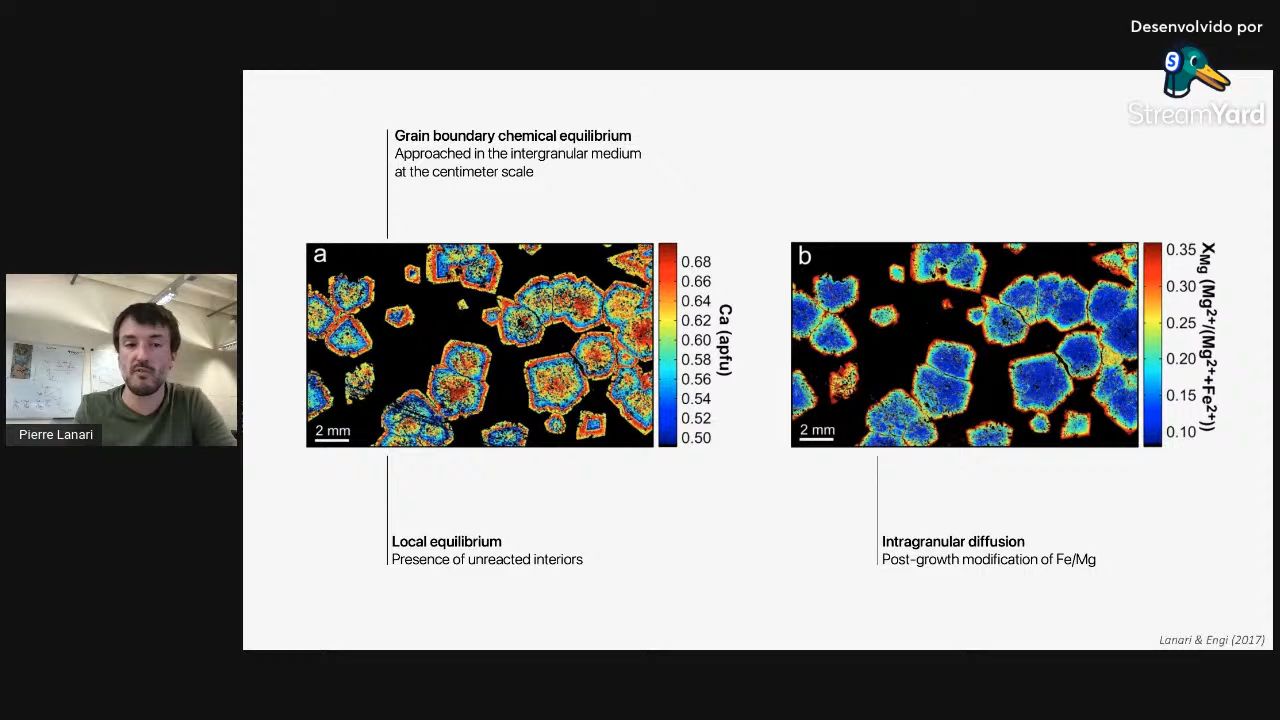 Desenvolvido por
StreamYard
Grain boundary chemical equilibrium
Approached in the intergranular medium
at the centimeter scale
a
2 mm
0.68
0.66
0.64
0.62
0.60
0.58
0.56
0.54
0.52
0.50
Ca (apfu)
b
2 mm
0.35
0.30
0.25
0.20
0.15
0.10
XMg (Mg2+/(Mg2++Fe2+))
Pierre Lanari
Local equilibrium
Presence of unreacted interiors
Intragranular diffusion
Post-growth modification of Fe/Mg
Lanari & Engi (2017)